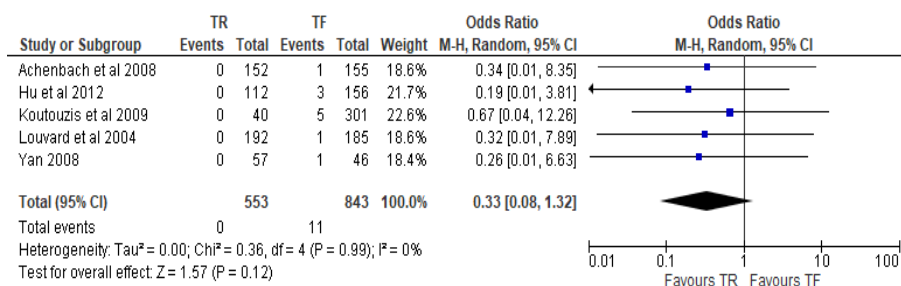 TR TF Odds Ratio Odds Ratio
Study or Subgroup Events Total Events Total Weight M-H, Random, 95% CI M-H, Random, 95% CI
Achenbach et al 2008 0 152 1 155 18.6% 0.34 [0.01, 8.35]
Hu et al 2012 0 112 3 156 21.7% 0.19 [0.01, 3.81]
Koutouzis et al 2009 0 40 5 301 22.6% 0.67 [0.04, 12.26]
Louvard et al 2004 0 192 1 185 18.6% 0.32 [0.01, 7.89]
Yan 2008 0 57 1 46 18.4% 0.26 [0.01, 6.63]
Total (95% CI) 553 843 100.0% 0.33 [0.08, 1.32]
Total events 0 11
Heterogeneity: Tau² = 0.00; Chi² = 0.36, df = 4 (P = 0.99); I² = 0%
Test for overall effect: Z = 1.57 (P = 0.12)
0.01 0.1 1 10 100
Favours TR Favours TF